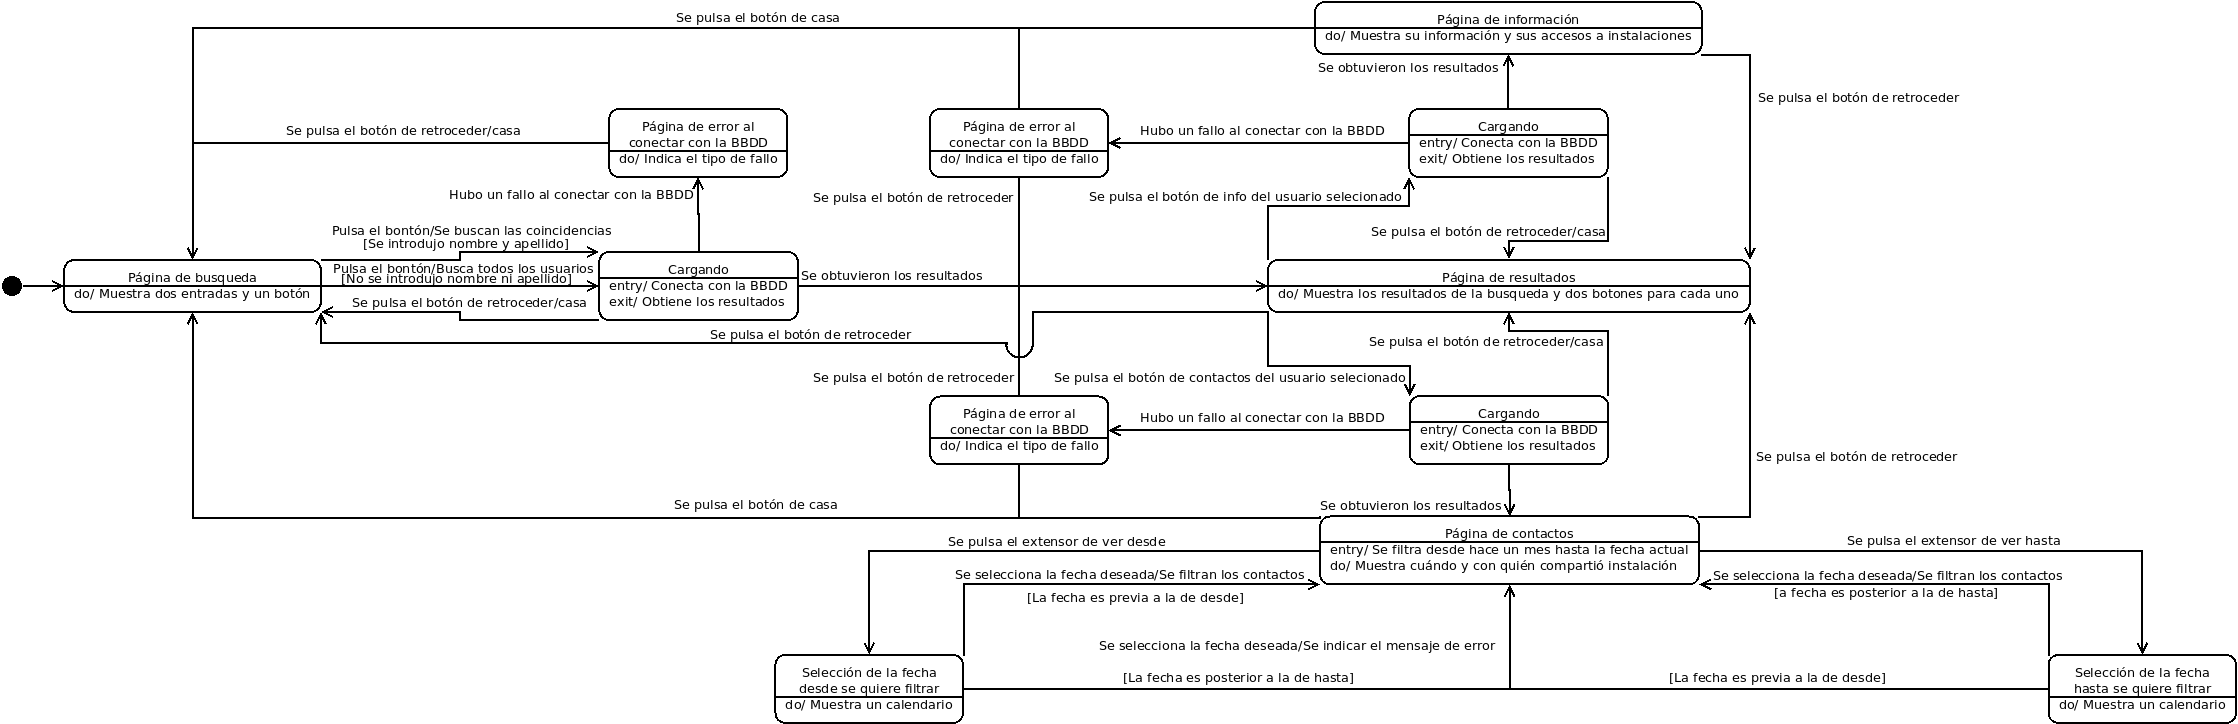 Se pulsa el botón de casa
Página de información
do/ Muestra su información y sus accesos a instalaciones
Se obtuvieron los resultados
Se pulsa el botón de retroceder
Se pulsa el botón de retroceder/casa
Página de error al
conectar con la BBDD
do/ Indica el tipo de fallo
Página de error al
conectar con la BBDD
do/ Indica el tipo de fallo
Hubo un fallo al conectar con la BBDD
Cargando
entry/ Conecta con la BBDD
exit/ Obtiene los resultados
Hubo un fallo al conectar con la BBDD
Se pulsa el botón de retroceder
Se pulsa el botón de info del usuario selecionado
Pulsa el bontón/Se buscan las coincidencias
[Se introdujo nombre y apellido]
Se pulsa el botón de retroceder/casa
Página de busqueda
do/ Muestra dos entradas y un botón
Pulsa el bontón/Busca todos los usuarios
[No se introdujo nombre ni apellido]
Se pulsa el botón de retroceder/casa
Cargando
entry/ Conecta con la BBDD
exit/ Obtiene los resultados
Se obtuvieron los resultados
Página de resultados
do/ Muestra los resultados de la busqueda y dos botones para cada uno
Se pulsa el botón de retroceder
Se pulsa el botón de retroceder/casa
Se pulsa el botón de retroceder
Se pulsa el botón de contactos del usuario selecionado
Página de error al
conectar con la BBDD
do/ Indica el tipo de fallo
Hubo un fallo al conectar con la BBDD
Cargando
entry/ Conecta con la BBDD
exit/ Obtiene los resultados
Se pulsa el botón de retroceder
Se pulsa el botón de casa
Se obtuvieron los resultados
Página de contactos
entry/ Se filtra desde hace un mes hasta la fecha actual
do/ Muestra cuándo y con quién compartió instalación
Se pulsa el extensor de ver desde
Se pulsa el extensor de ver hasta
Se selecciona la fecha deseada/Se filtran los contactos
[La fecha es previa a la de desde]
Se selecciona la fecha deseada/Se filtran los contactos
[a fecha es posterior a la de hasta]
Se selecciona la fecha deseada/Se indicar el mensaje de error
[La fecha es posterior a la de hasta]
[La fecha es previa a la de desde]
Selección de la fecha
desde se quiere filtrar
do/ Muestra un calendario
Selección de la fecha
hasta se quiere filtrar
do/ Muestra un calendario